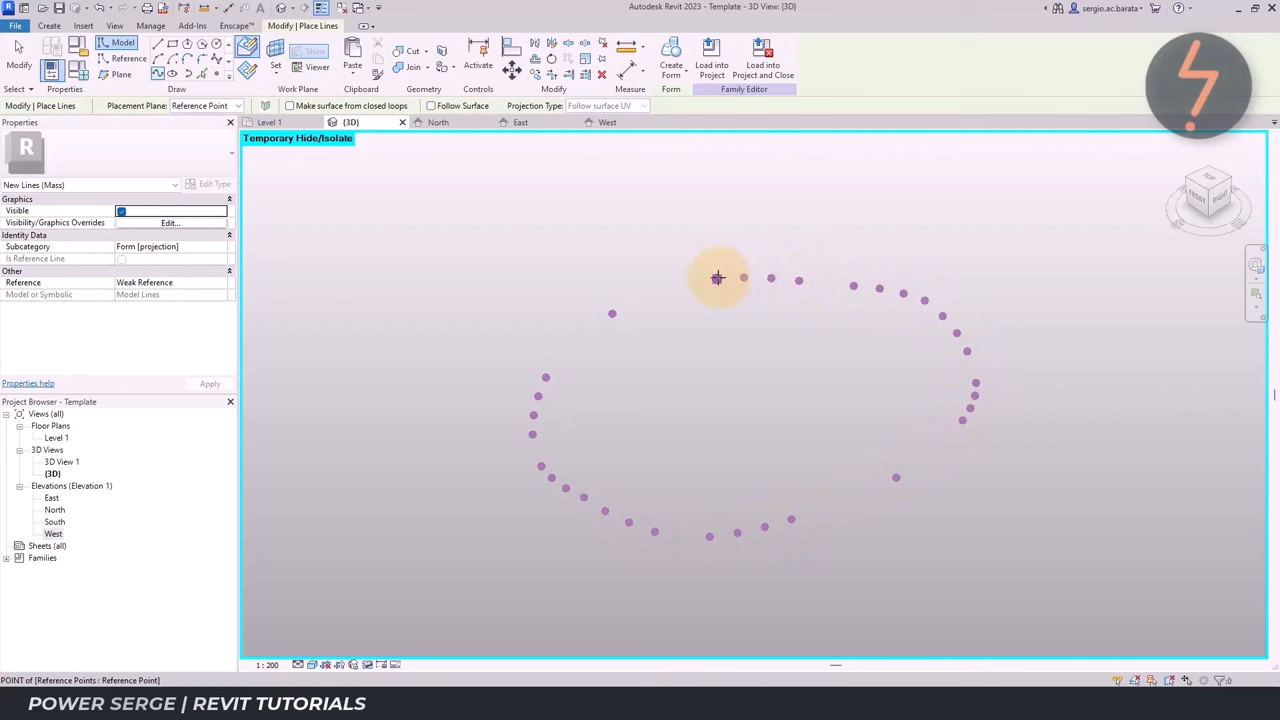 Autodesk Revit 2023 - Template - 3D View: {3D}
sergio.ac.barata
File Create Insert View Manage Add-Ins Enscape™ Modify | Place Lines
Modify
Model
Reference
Plane
Set
Show
Viewer
Paste
Cut
Join
Activate
Create Form
Load into Project
Load into Project and Close
Select Properties Draw Work Plane Clipboard Geometry Controls Modify Measure Form Family Editor
Modify | Place Lines Placement Plane: Reference Point Make surface from closed loops Follow Surface Projection Type: Follow surface UV
Properties
Level 1 {3D} North East West
Temporary Hide/Isolate
R
New Lines (Mass) Edit Type
Graphics
Visible
Visibility/Graphics Overrides Edit...
Identity Data
Subcategory Form [projection]
Is Reference Line
Other
Reference Weak Reference
Model or Symbolic Model Lines
TOP
FRONT
RIGHT
Properties help Apply
Project Browser - Template
Views (all)
Floor Plans
Level 1
3D Views
3D View 1
{3D}
Elevations (Elevation 1)
East
North
South
West
Sheets (all)
Families
1 : 200
POINT of [Reference Points : Reference Point]
:0
POWER SERGE | REVIT TUTORIALS